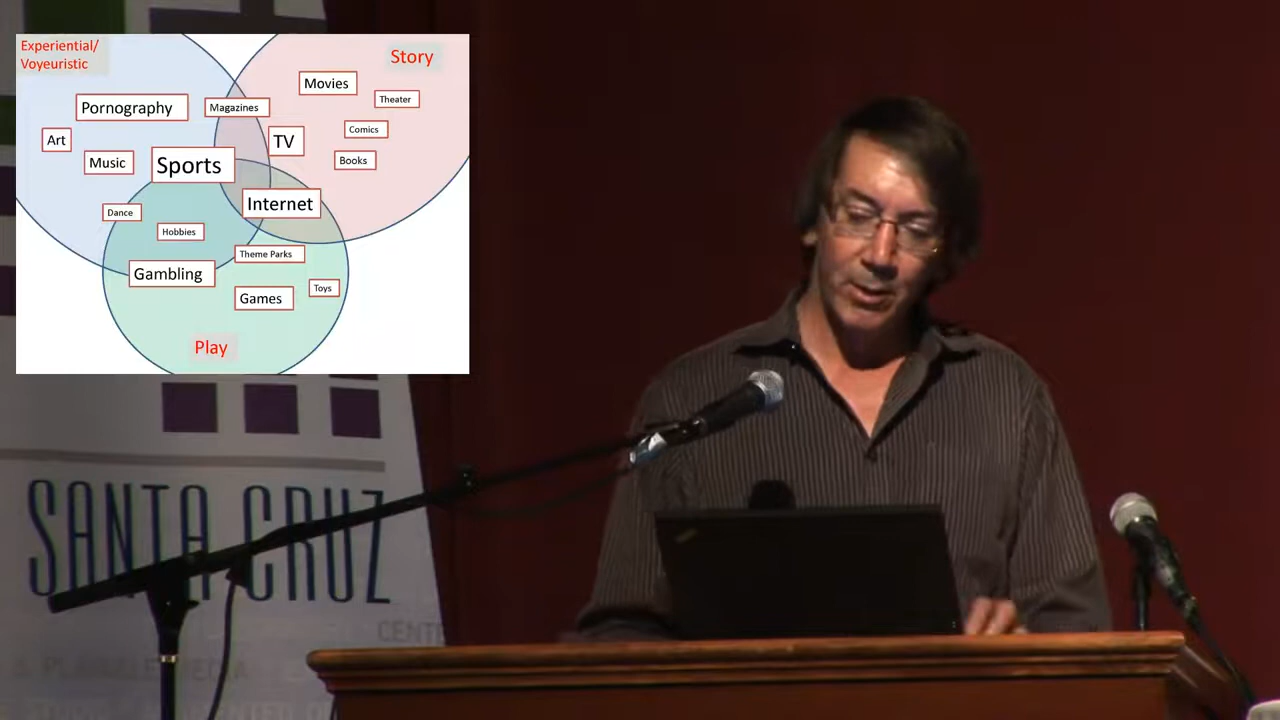 Experiential/
Voyeuristic
Story
Movies
Pornography
Magazines
Theater
Art
TV
Comics
Music
Sports
Books
Dance
Internet
Hobbies
Theme Parks
Gambling
Games
Toys
Play
SANTA CRUZ